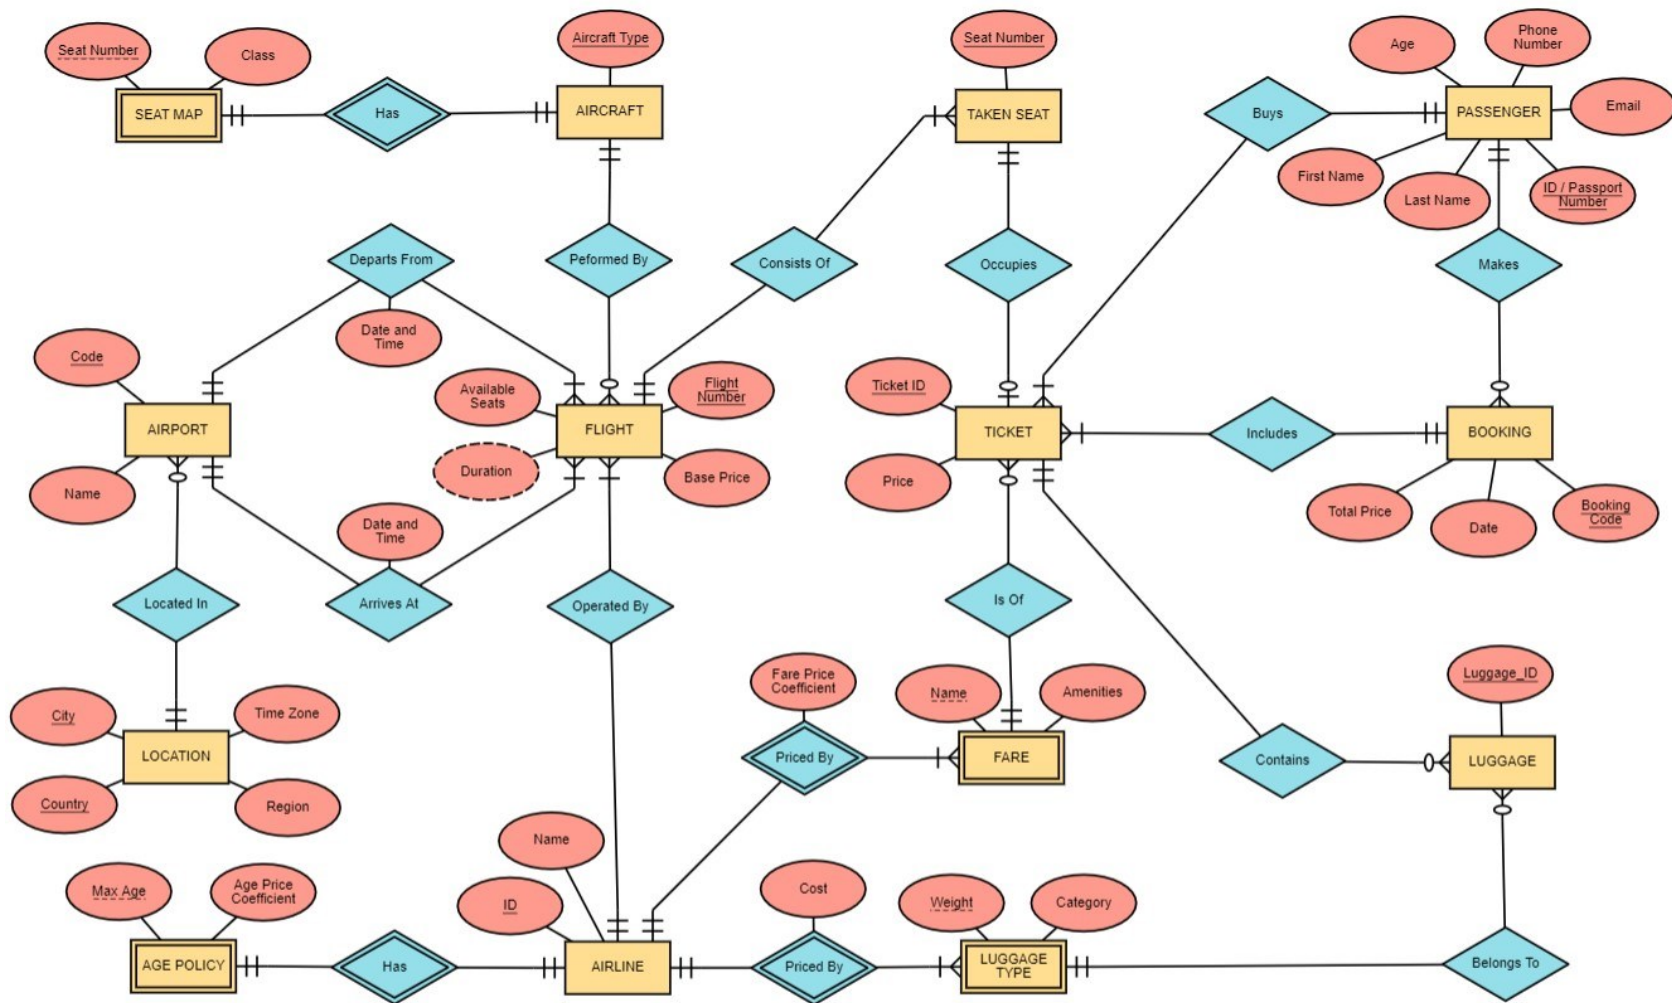 Seat Number
Class
SEAT MAP
Has
Aircraft Type
AIRCRAFT
Seat Number
TAKEN SEAT
Buys
Age
Phone
Number
PASSENGER
Email
First Name
Last Name
ID / Passport
Number
Departs From
Date and
Time
Peformed By
Consists Of
Occupies
Makes
Code
AIRPORT
Name
Available
Seats
Flight
Number
FLIGHT
Duration
Base Price
Ticket ID
TICKET
Price
Includes
BOOKING
Total Price
Date
Booking
Code
Date and
Time
Located In
Arrives At
Operated By
Is Of
Fare Price
Coefficient
Name
Amenities
Luggage_ID
City
Time Zone
LOCATION
Country
Region
Priced By
FARE
Contains
LUGGAGE
Name
Max Age
Age Price
Coefficient
ID
Cost
Weight
Category
AGE POLICY
Has
AIRLINE
Priced By
LUGGAGE
TYPE
Belongs To